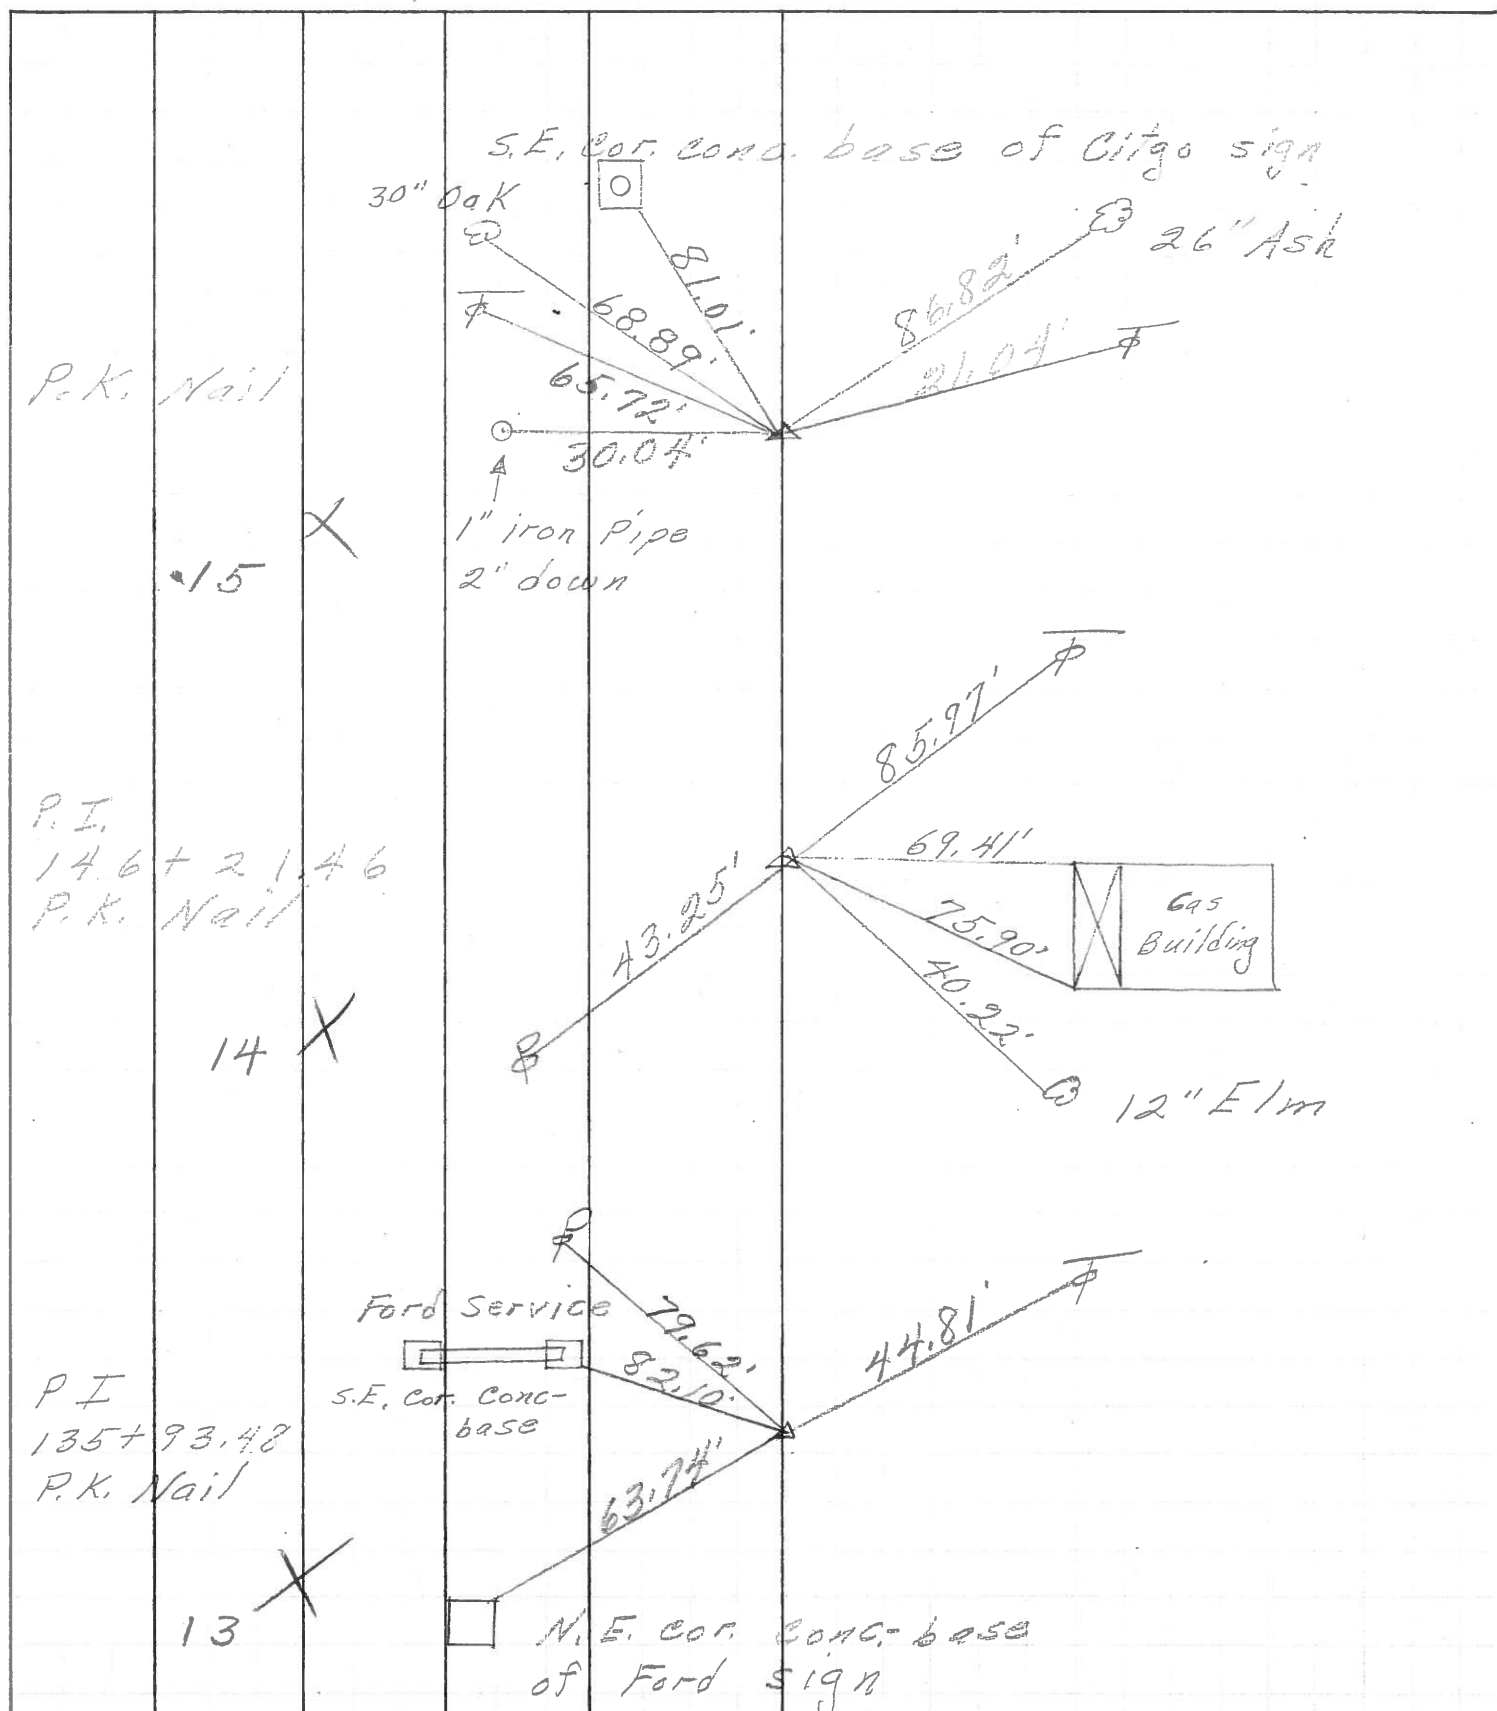 S.E. Cor. conc. base of Citgo sign
30" Oak
26" Ash
81.01'
86.82'
68.89'
21.04'
65.72'
P.K. Nail
30.04'
1" iron Pipe
2" down
15
85.97'
P.I.
146+21.46
P.K. Nail
69.41'
43.25'
75.90'
Gas
Building
40.22'
14
12" Elm
Ford Service
79.62'
44.81'
82.10'
S.E. Cor. Conc-
base
P I
135+93.48
P.K. Nail
63.74'
13
N.E. cor. conc.- base
of Ford sign